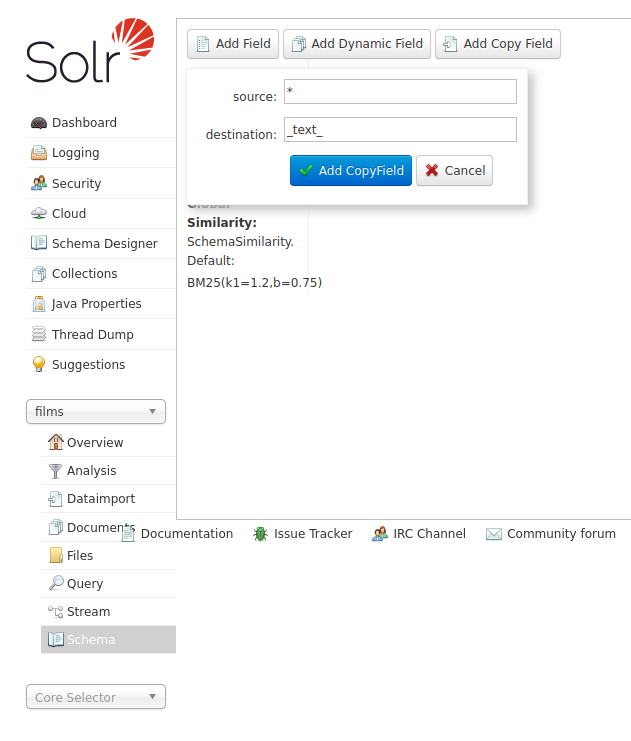 Solr
Add Field
Add Dynamic Field
Add Copy Field
source: *
destination: _text_
Add CopyField
Cancel
Global
Similarity:
SchemaSimilarity.
Default:
BM25(k1=1.2,b=0.75)
Dashboard
Logging
Security
Cloud
Schema Designer
Collections
Java Properties
Thread Dump
Suggestions
films
Overview
Analysis
Dataimport
Documents
Files
Query
Stream
Schema
Core Selector
Documentation
Issue Tracker
IRC Channel
Community forum